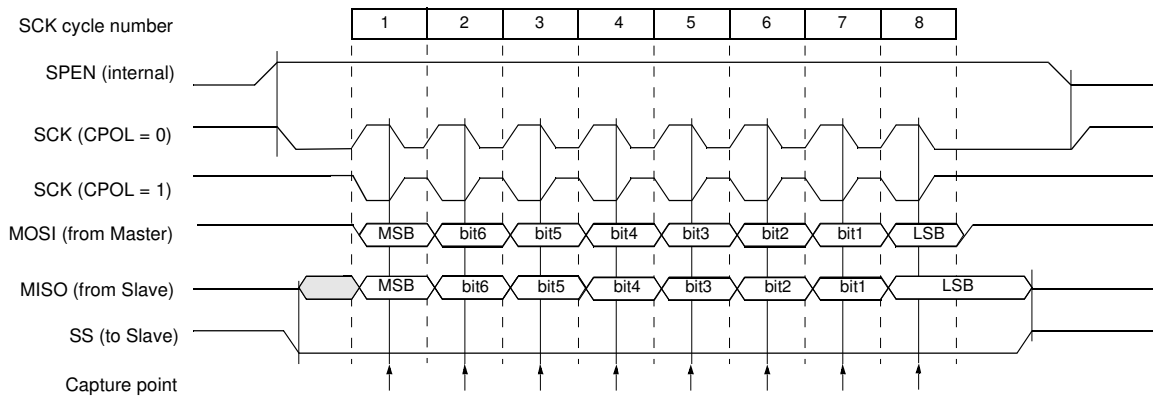 SCK cycle number 1 2 3 4 5 6 7 8
SPEN (internal)
SCK (CPOL = 0)
SCK (CPOL = 1)
MOSI (from Master) MSB bit6 bit5 bit4 bit3 bit2 bit1 LSB
MISO (from Slave) MSB bit6 bit5 bit4 bit3 bit2 bit1 LSB
SS (to Slave)
Capture point